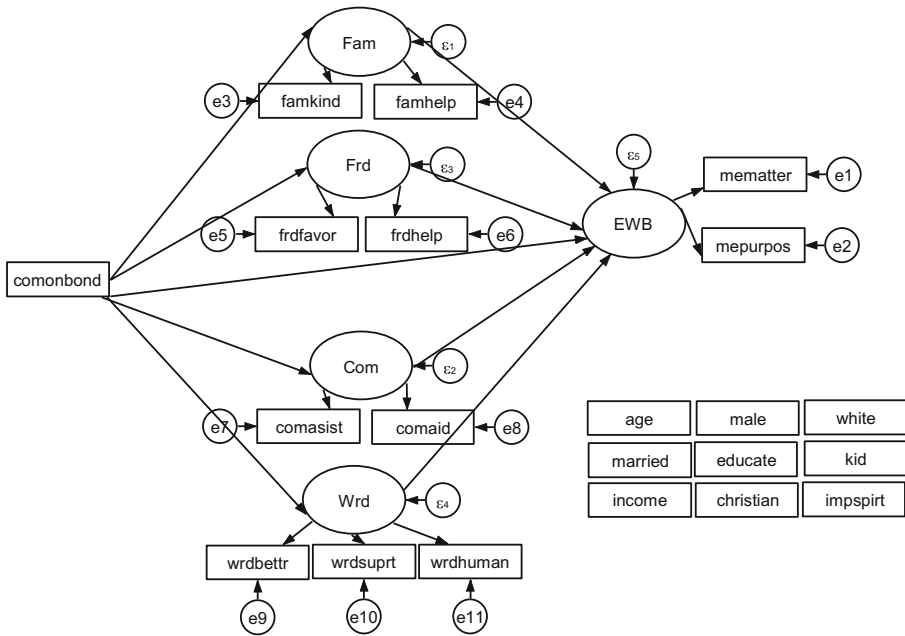 Fam
ε1
e3
famkind
famhelp
e4
Frd
ε3
ε5
mematter
e1
e5
frdfavor
frdhelp
e6
EWB
mepurpos
e2
comonbond
Com
ε2
e7
comasist
comaid
e8
age
male
white
married
educate
kid
income
christian
impspirt
Wrd
ε4
wrdbettr
wrdsuprt
wrdhuman
e9
e10
e11